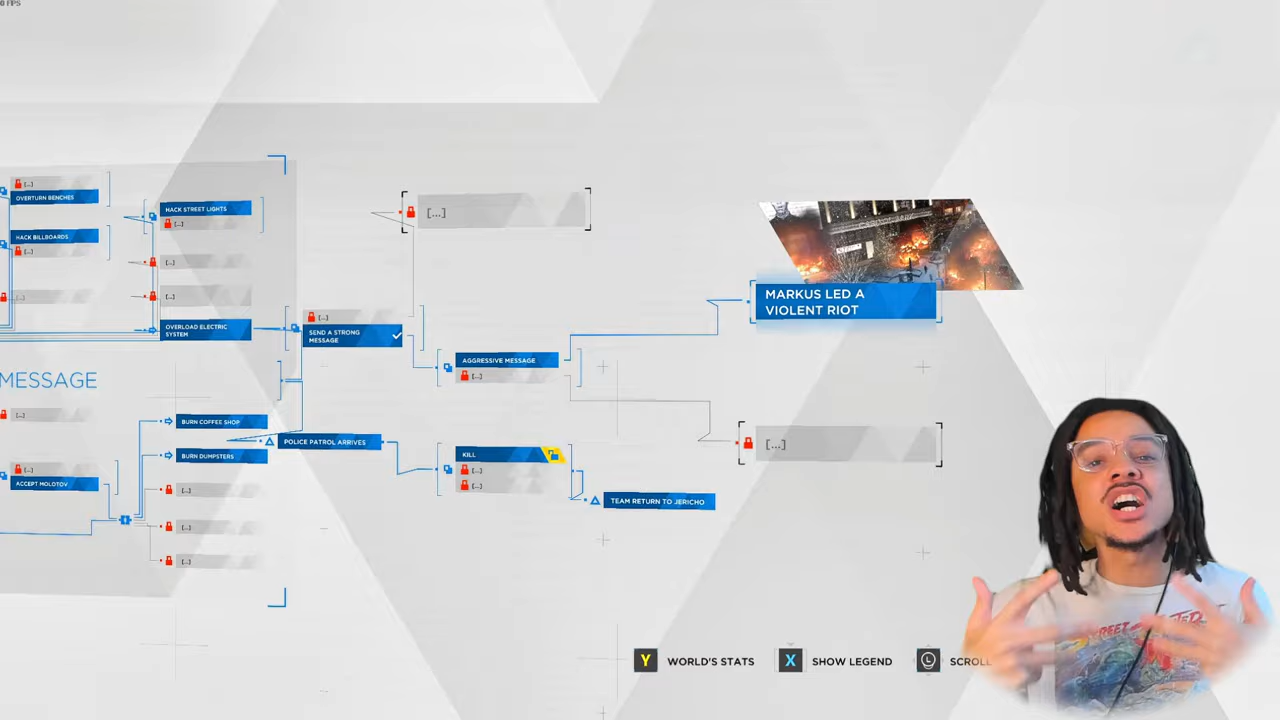 0 FPS
[...]
OVERTURN BENCHES
HACK BILLBOARDS
[...]
[...]
HACK STREET LIGHTS
[...]
[...]
[...]
OVERLOAD ELECTRIC
SYSTEM
[...]
SEND A STRONG
MESSAGE
[...]
AGGRESSIVE MESSAGE
[...]
MARKUS LED A
VIOLENT RIOT
[...]
MESSAGE
[...]
[...]
ACCEPT MOLOTOV
BURN COFFEE SHOP
BURN DUMPSTERS
[...]
[...]
[...]
POLICE PATROL ARRIVES
KILL
[...]
[...]
TEAM RETURN TO JERICHO
Y WORLD'S STATS
X SHOW LEGEND
L SCROLL